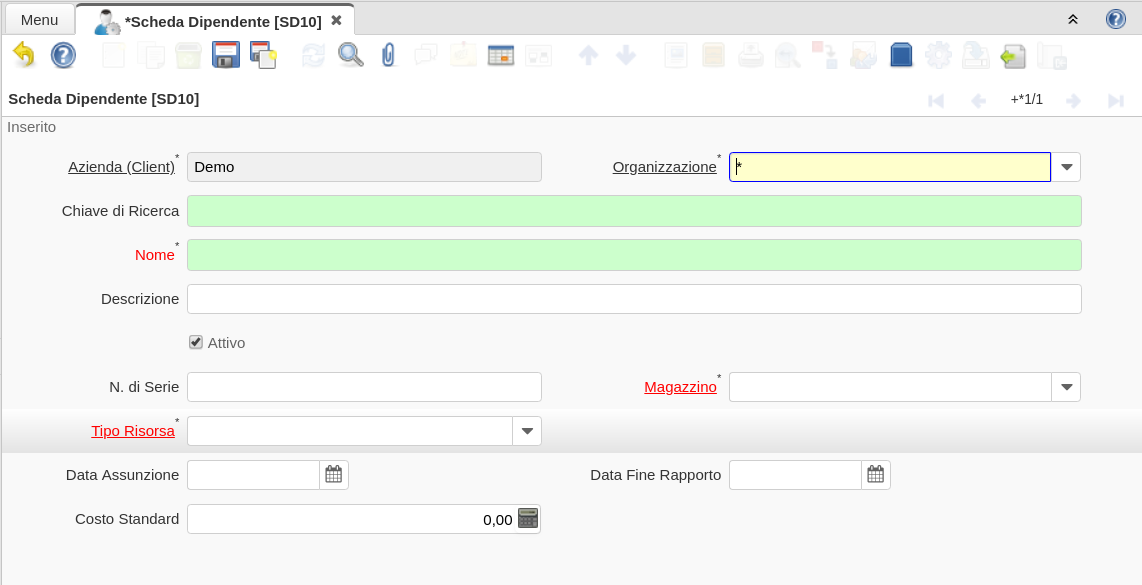 Menu *Scheda Dipendente [SD10]
Scheda Dipendente [SD10] +*1/1
Inserito
Azienda (Client)* Demo Organizzazione* *
Chiave di Ricerca
Nome*
Descrizione
Attivo
N. di Serie Magazzino*
Tipo Risorsa*
Data Assunzione Data Fine Rapporto
Costo Standard 0,00